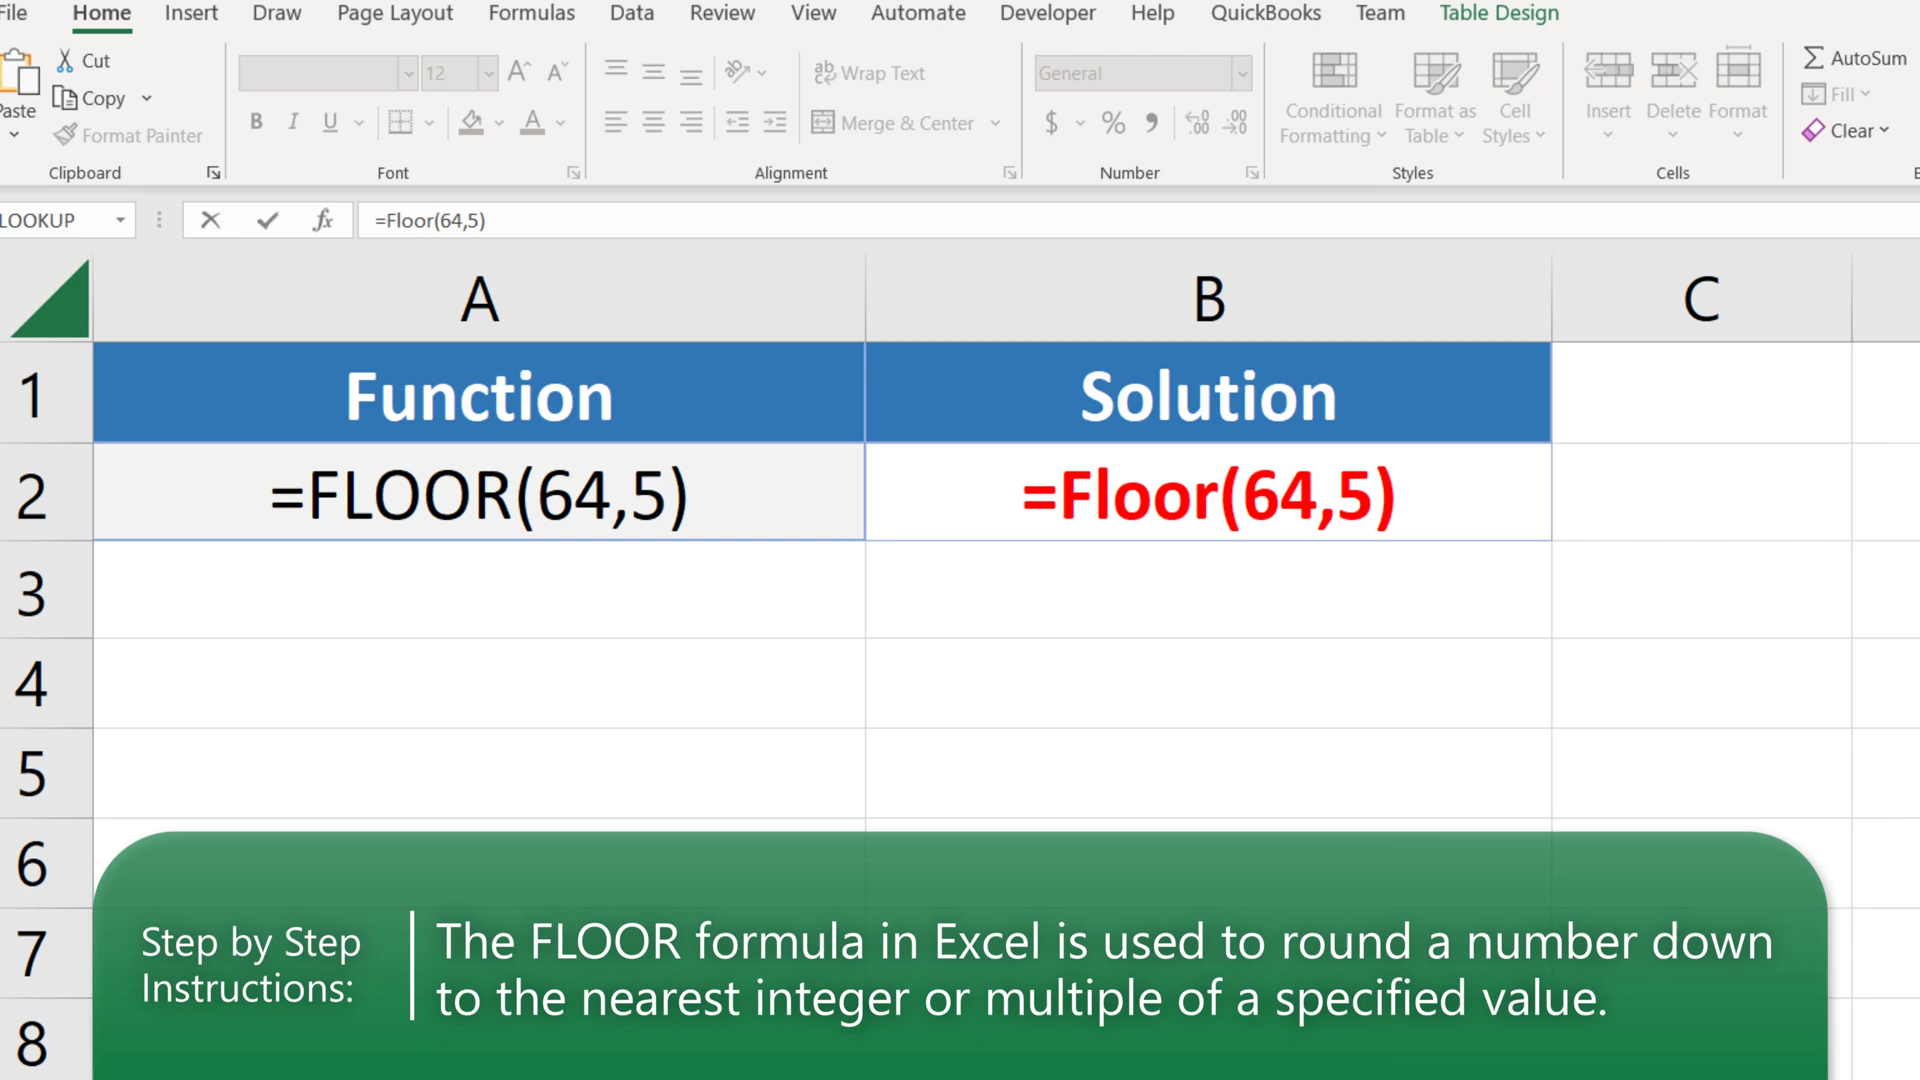 File Home Insert Draw Page Layout Formulas Data Review View Automate Developer Help QuickBooks Team Table Design
Cut
Copy
Paste
Format Painter
Clipboard
12
B I U
Font
Wrap Text
Merge & Center
Alignment
General
$ % 9
Number
Conditional
Formatting
Format as
Table
Cell
Styles
Styles
Insert Delete Format
Cells
AutoSum
Fill
Clear
LOOKUP fx =Floor(64,5)
A B C
1 Function Solution
2 =FLOOR(64,5) =Floor(64,5)
3
4
5
6
7
8
Step by Step
Instructions:
The FLOOR formula in Excel is used to round a number down
to the nearest integer or multiple of a specified value.